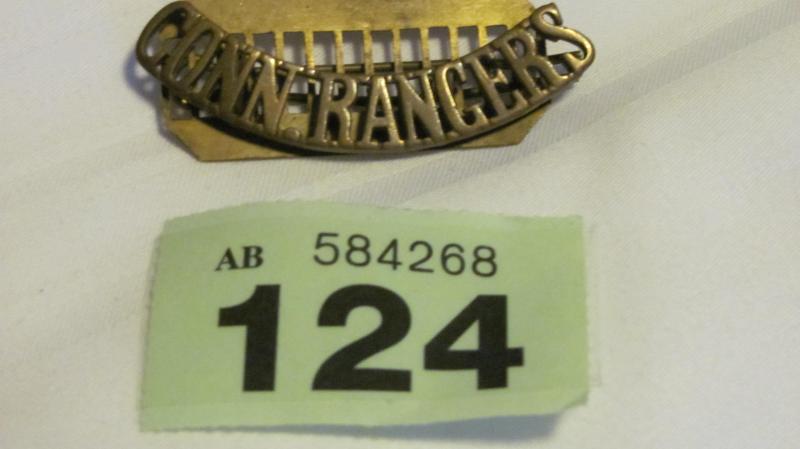 CONN. RANGERS
AB 584268
124